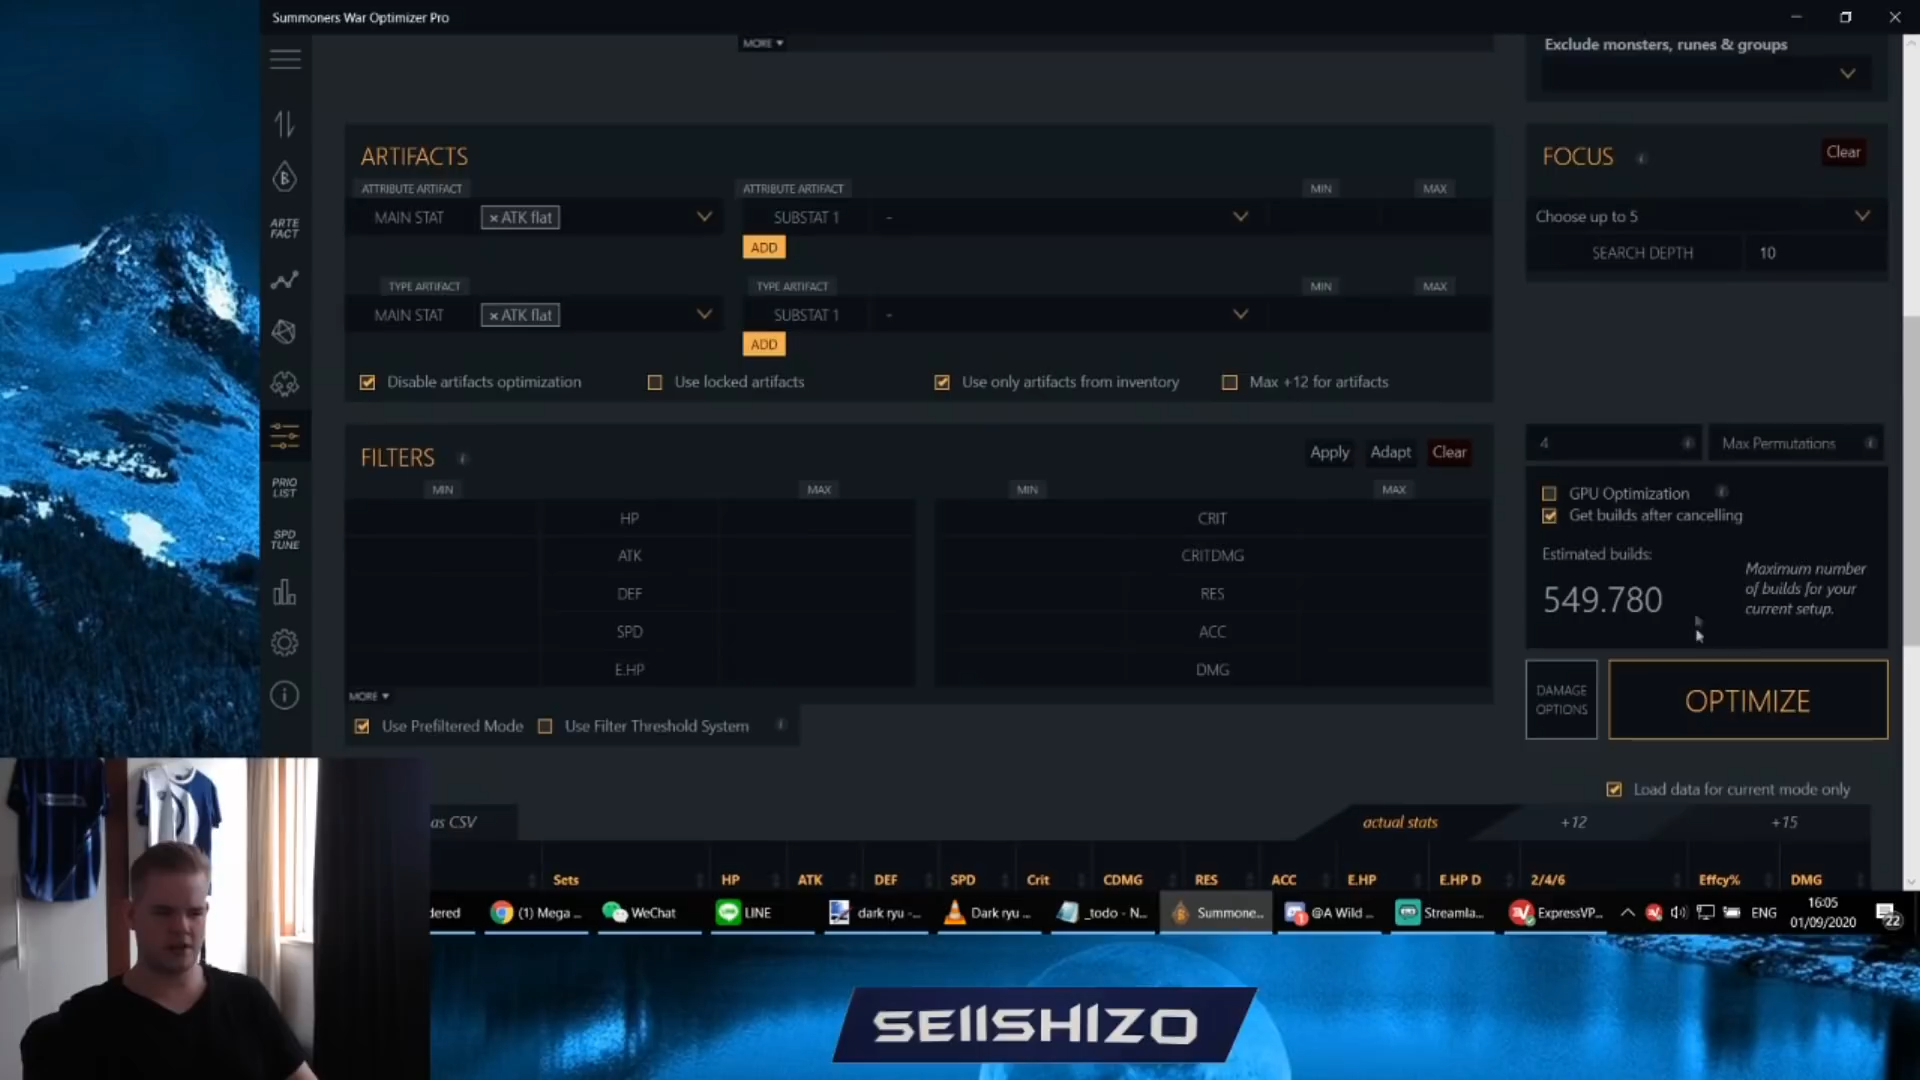 Summoners War Optimizer Pro
MORE
Exclude monsters, runes & groups
ARTE
FACT
PRIO
LIST
SPD
TUNE
ARTIFACTS
ATTRIBUTE ARTIFACT ATTRIBUTE ARTIFACT MIN MAX
MAIN STAT × ATK flat SUBSTAT 1 -
ADD
TYPE ARTIFACT TYPE ARTIFACT MIN MAX
MAIN STAT × ATK flat SUBSTAT 1 -
ADD
Disable artifacts optimization Use locked artifacts Use only artifacts from inventory Max +12 for artifacts
FOCUS Clear
Choose up to 5
SEARCH DEPTH 10
FILTERS Apply Adapt Clear
MIN MAX MIN MAX
HP CRIT
ATK CRITDMG
DEF RES
SPD ACC
E.HP DMG
MORE
Use Prefiltered Mode Use Filter Threshold System
4 Max Permutations
GPU Optimization
Get builds after cancelling
Estimated builds:
549.780
Maximum number
of builds for your
current setup.
DAMAGE
OPTIONS
OPTIMIZE
Load data for current mode only
as CSV actual stats +12 +15
Sets HP ATK DEF SPD Crit CDMG RES ACC E.HP E.HP D 2/4/6 Effcy% DMG
dered (1) Mega ... WeChat LINE dark ryu -... Dark ryu ... _todo - N... Summone... @A Wild ... Streamla... ExpressVP... ENG 16:05
01/09/2020 22
SEIISHIZO